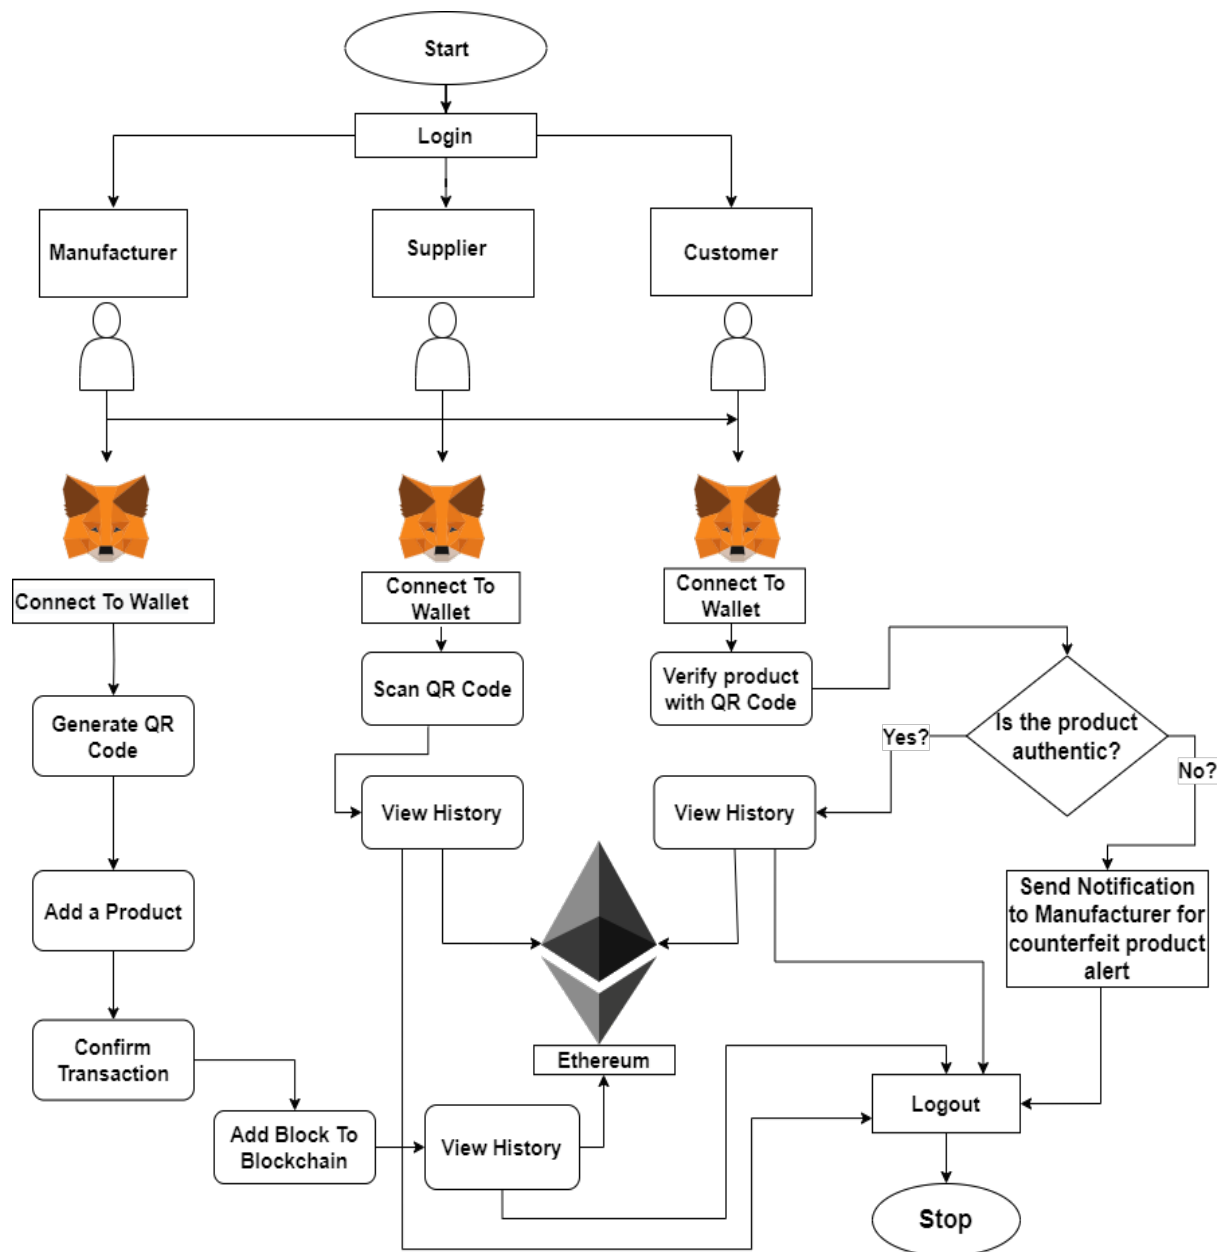 Start
Login
Manufacturer
Supplier
Customer
Connect To Wallet
Connect To
Wallet
Connect To
Wallet
Scan QR Code
Verify product
with QR Code
Generate QR
Code
Is the product
authentic?
Yes?
No?
View History
View History
Add a Product
Send Notification
to Manufacturer for
counterfeit product
alert
Confirm
Transaction
Ethereum
Logout
Add Block To
Blockchain
View History
Stop